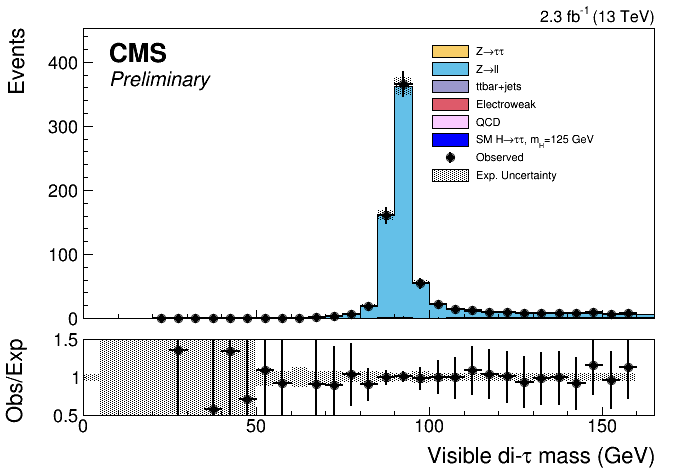 2.3 fb⁻¹ (13 TeV)
Events
CMS
Preliminary
Z→ττ
Z→ll
ttbar+jets
Electroweak
QCD
SM H→ττ, m_H=125 GeV
Observed
Exp. Uncertainty
400
300
200
100
0
Obs/Exp
1.5
1
0.5
0 50 100 150
Visible di-τ mass (GeV)